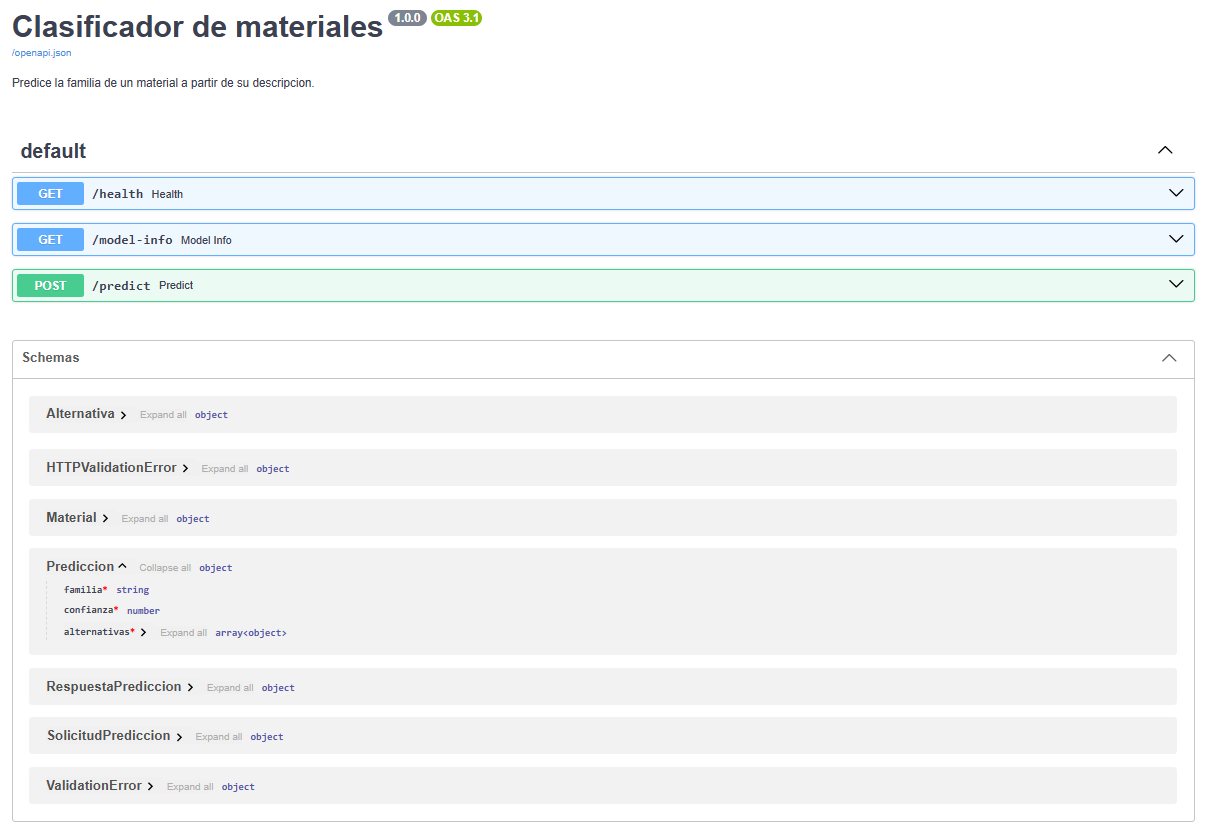 Clasificador de materiales 1.0.0 OAS 3.1
/openapi.json
Predice la familia de un material a partir de su descripcion.
default
GET /health Health
GET /model-info Model Info
POST /predict Predict
Schemas
Alternativa Expand all object
HTTPValidationError Expand all object
Material Expand all object
Prediccion Collapse all object
familia* string
confianza* number
alternativas* Expand all array<object>
RespuestaPrediccion Expand all object
SolicitudPrediccion Expand all object
ValidationError Expand all object